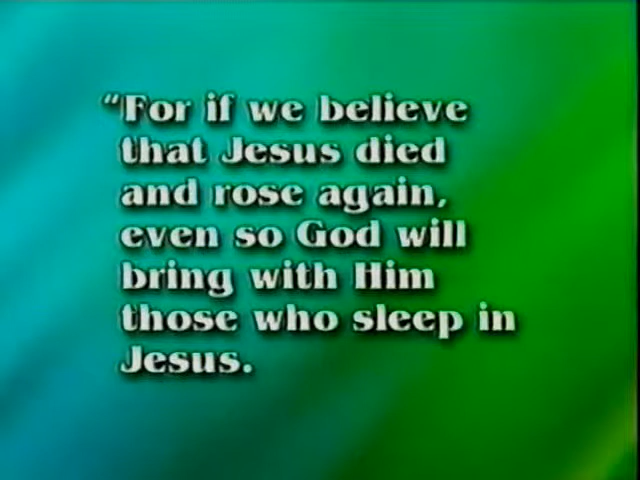 “For if we believe
that Jesus died
and rose again,
even so God will
bring with Him
those who sleep in
Jesus.